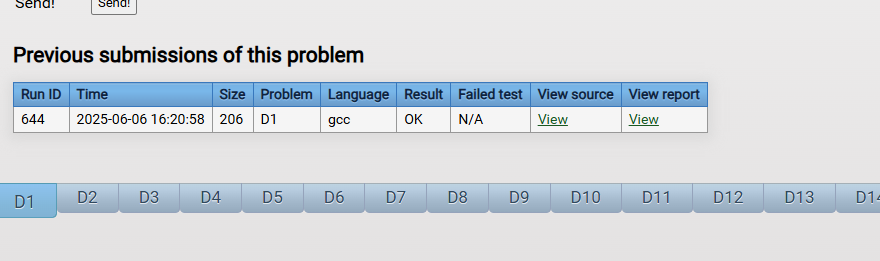 Send! Send!
Previous submissions of this problem
Run ID Time Size Problem Language Result Failed test View source View report
644 2025-06-06 16:20:58 206 D1 gcc OK N/A View View
D1 D2 D3 D4 D5 D6 D7 D8 D9 D10 D11 D12 D13 D14